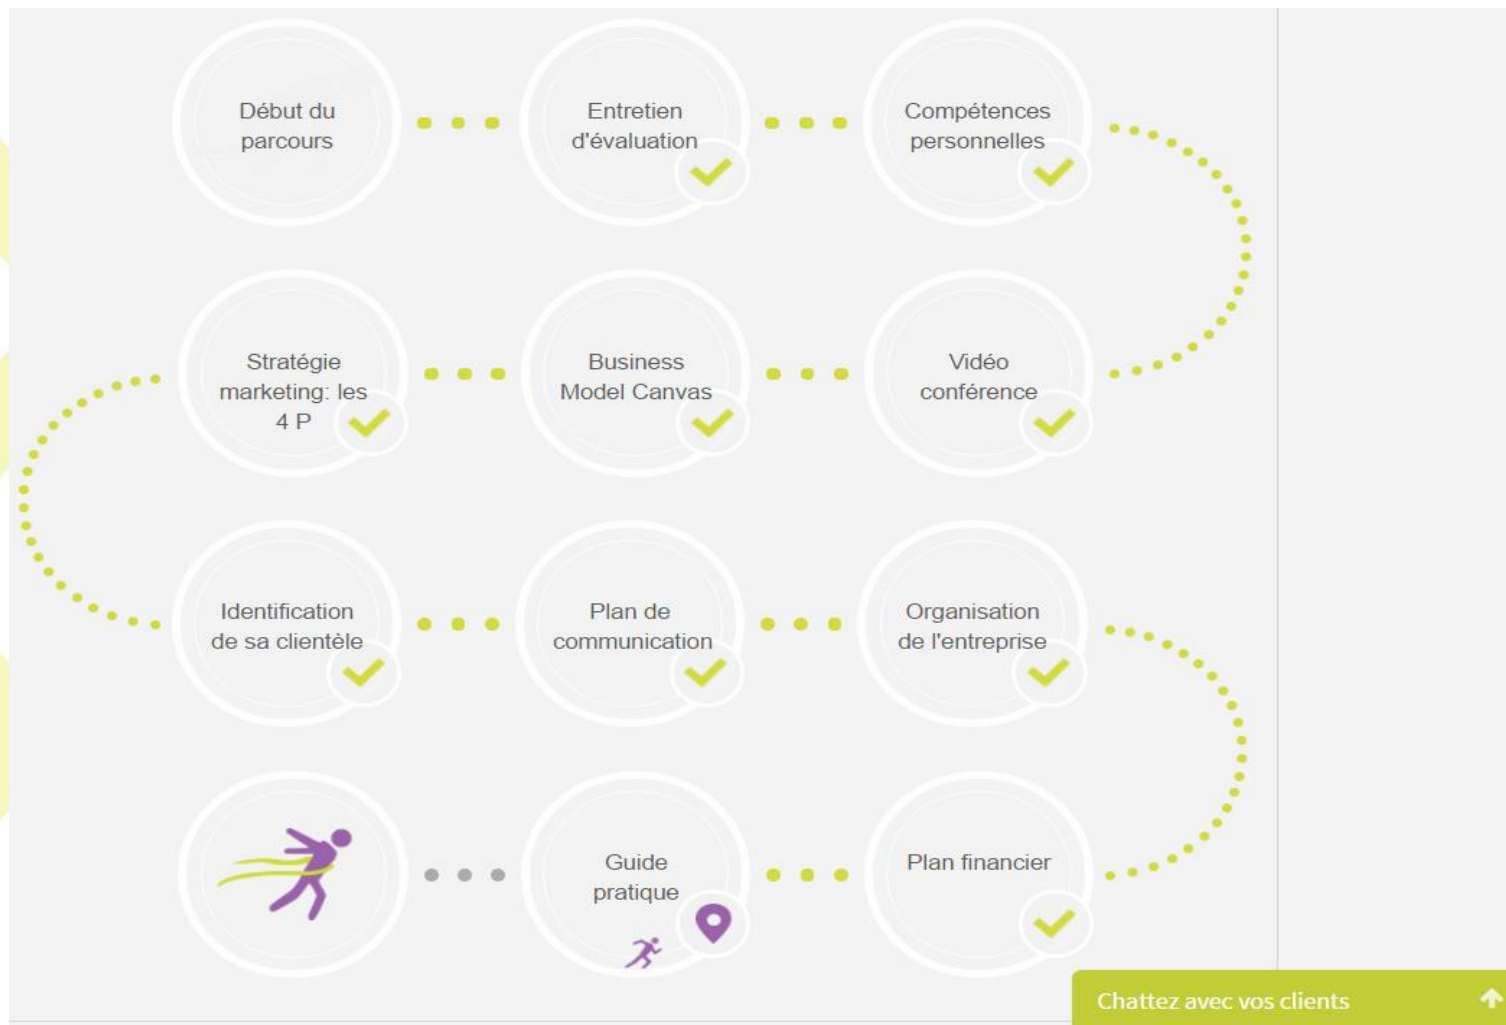 Début du
parcours
Entretien
d'évaluation
Compétences
personnelles
Stratégie
marketing: les
4 P
Business
Model Canvas
Vidéo
conférence
Identification
de sa clientèle
Plan de
communication
Organisation
de l'entreprise
Guide
pratique
Plan financier
Chattez avec vos clients